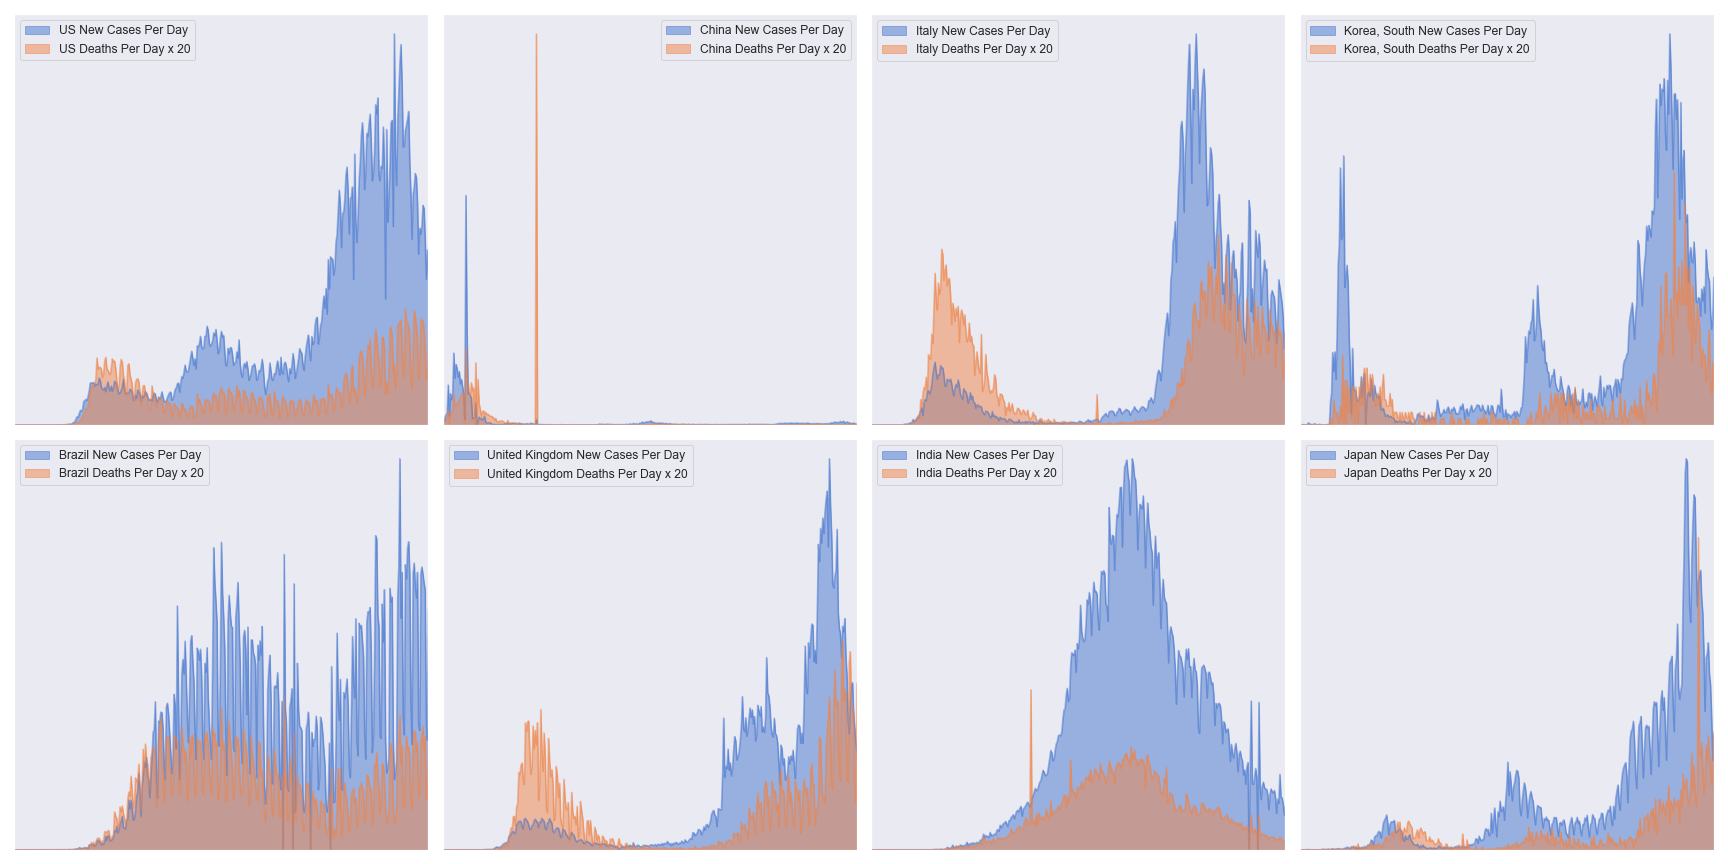 US New Cases Per Day
US Deaths Per Day x 20
China New Cases Per Day
China Deaths Per Day x 20
Italy New Cases Per Day
Italy Deaths Per Day x 20
Korea, South New Cases Per Day
Korea, South Deaths Per Day x 20
Brazil New Cases Per Day
Brazil Deaths Per Day x 20
United Kingdom New Cases Per Day
United Kingdom Deaths Per Day x 20
India New Cases Per Day
India Deaths Per Day x 20
Japan New Cases Per Day
Japan Deaths Per Day x 20